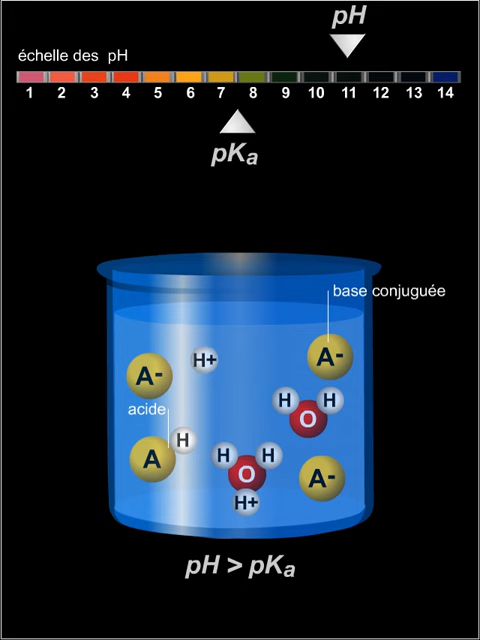 pH
échelle des pH
1 2 3 4 5 6 7 8 9 10 11 12 13 14
pKa
base conjuguée
A-
H+
A-
H H
acide
O
H
A
H H
O
A-
H+
pH > pKa